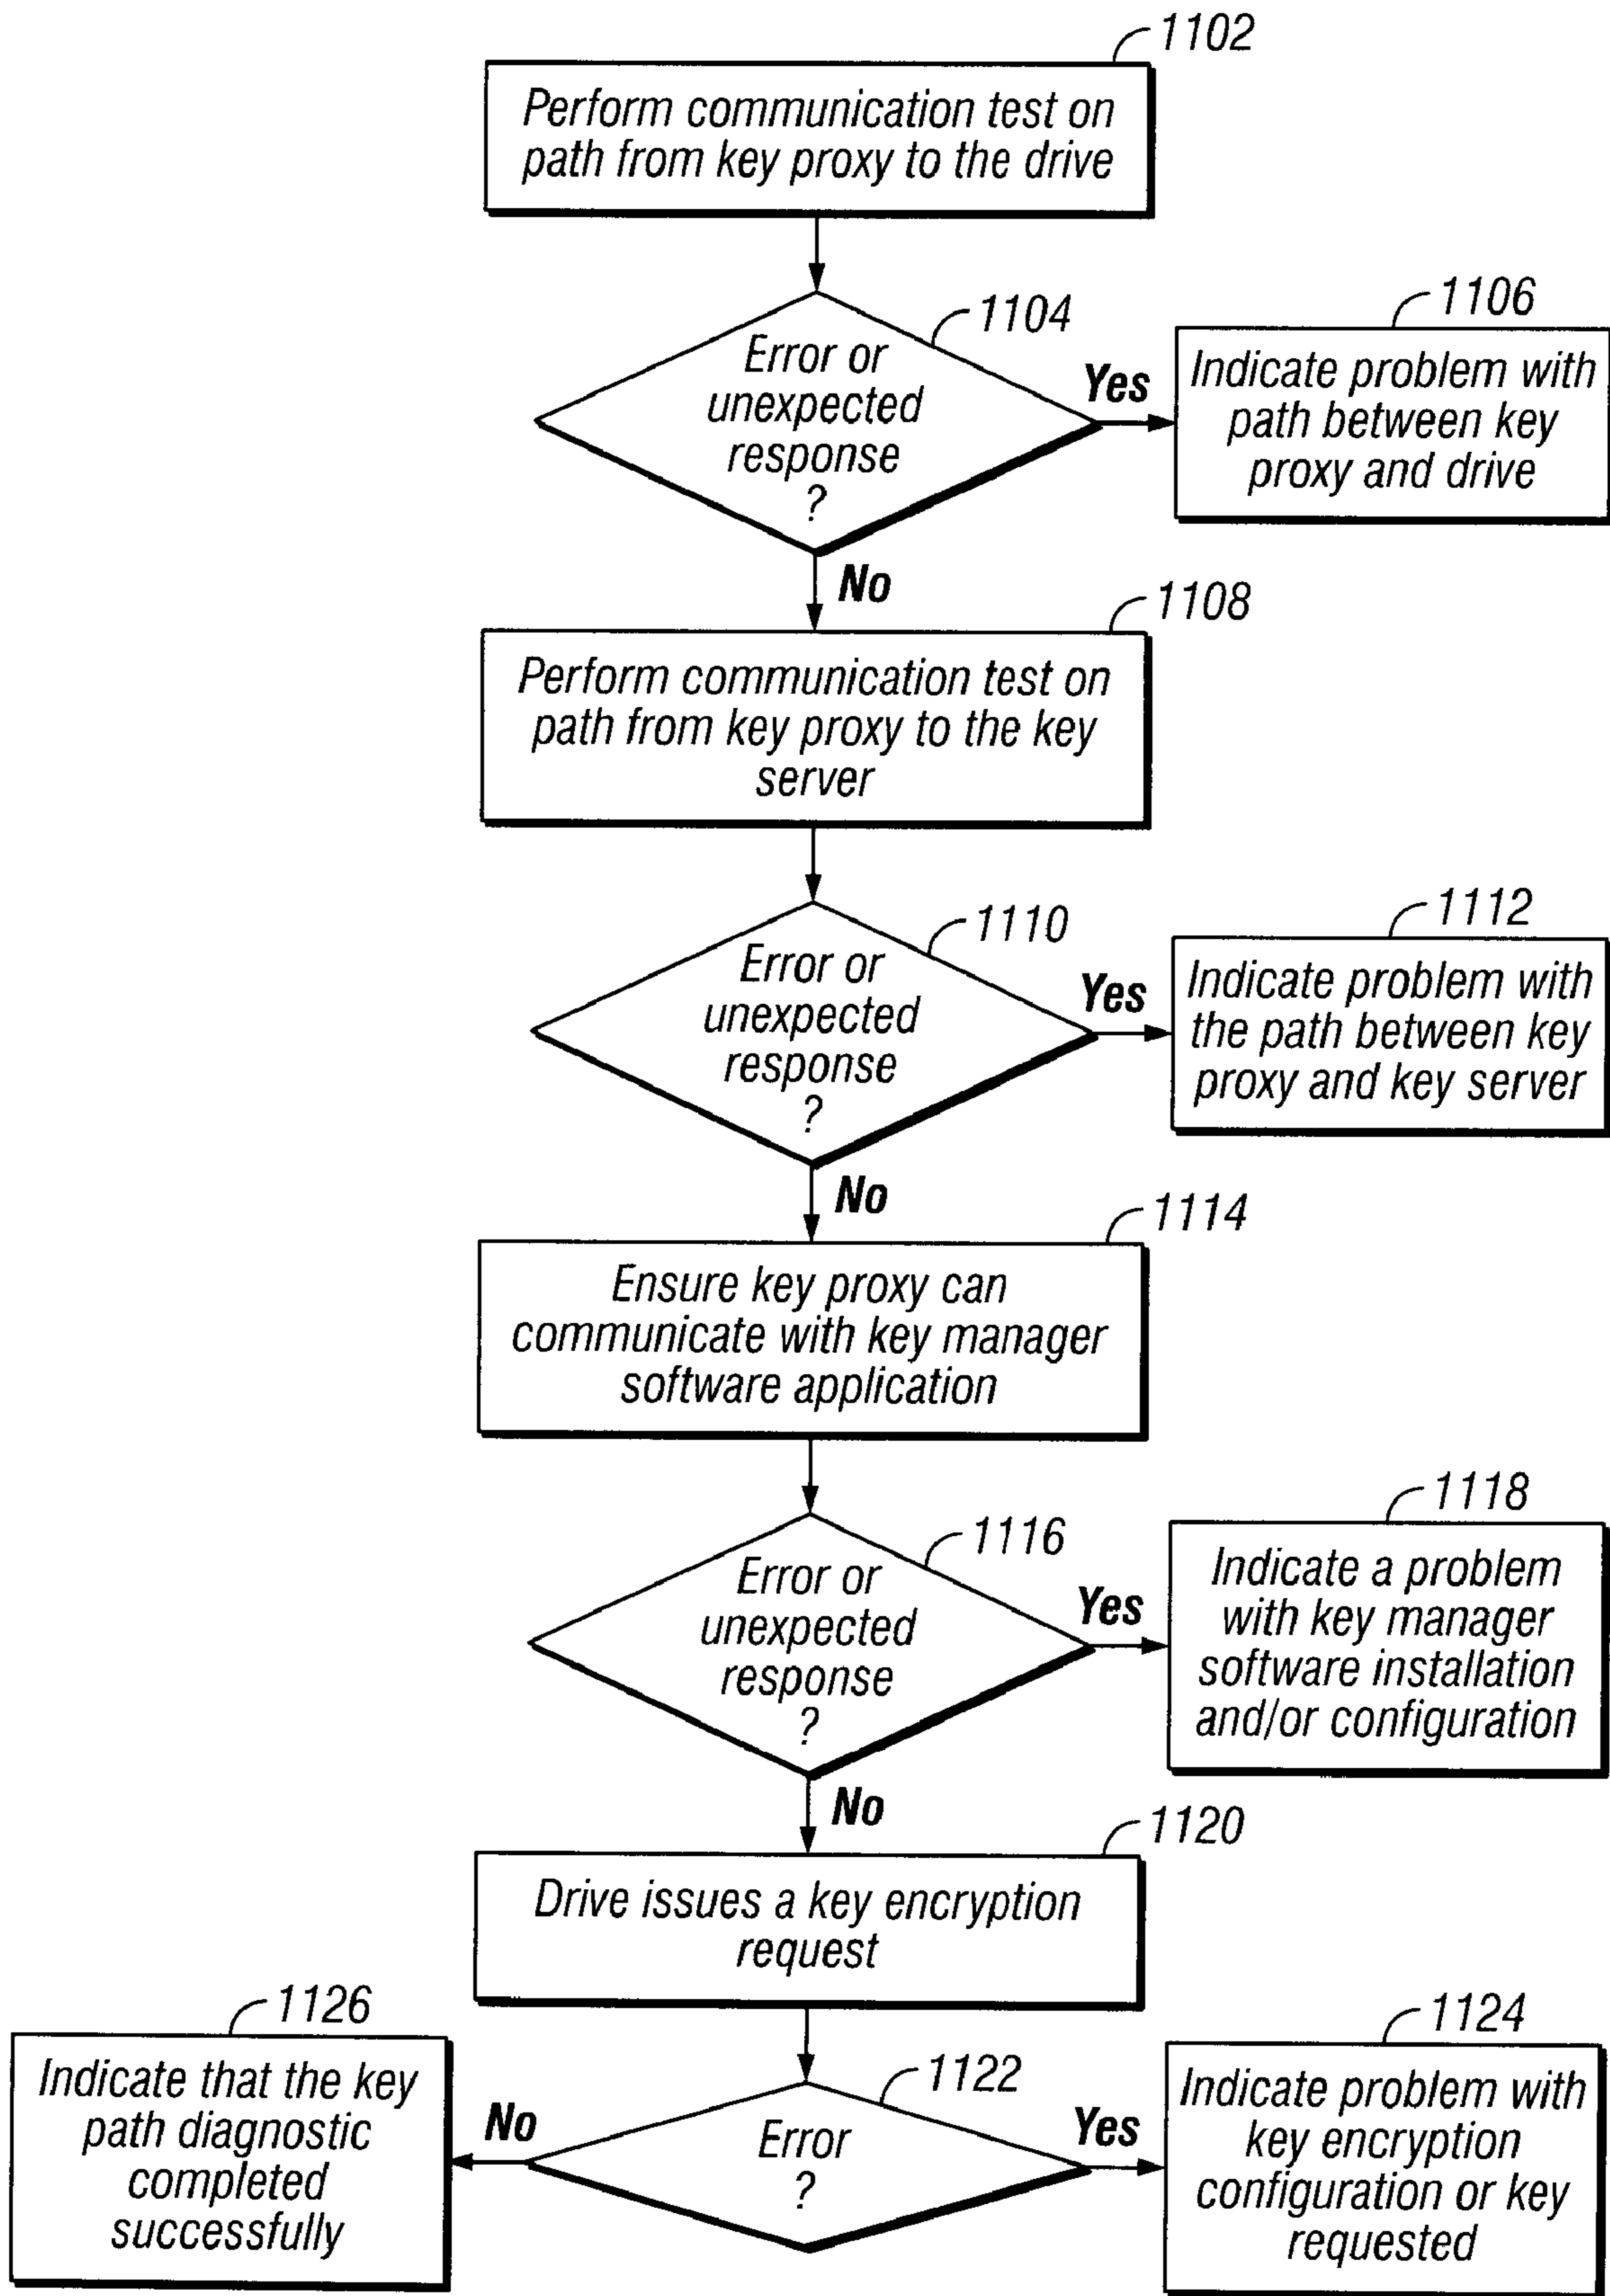 1102
Perform communication test on
path from key proxy to the drive
1104
Error or
unexpected
response
?
Yes
1106
Indicate problem with
path between key
proxy and drive
No
1108
Perform communication test on
path from key proxy to the key
server
1110
Error or
unexpected
response
?
Yes
1112
Indicate problem with
the path between key
proxy and key server
No
1114
Ensure key proxy can
communicate with key manager
software application
1116
Error or
unexpected
response
?
Yes
1118
Indicate a problem
with key manager
software installation
and/or configuration
No
1120
Drive issues a key encryption
request
1122
Error
?
Yes
1124
Indicate problem with
key encryption
configuration or key
requested
No
1126
Indicate that the key
path diagnostic
completed
successfully